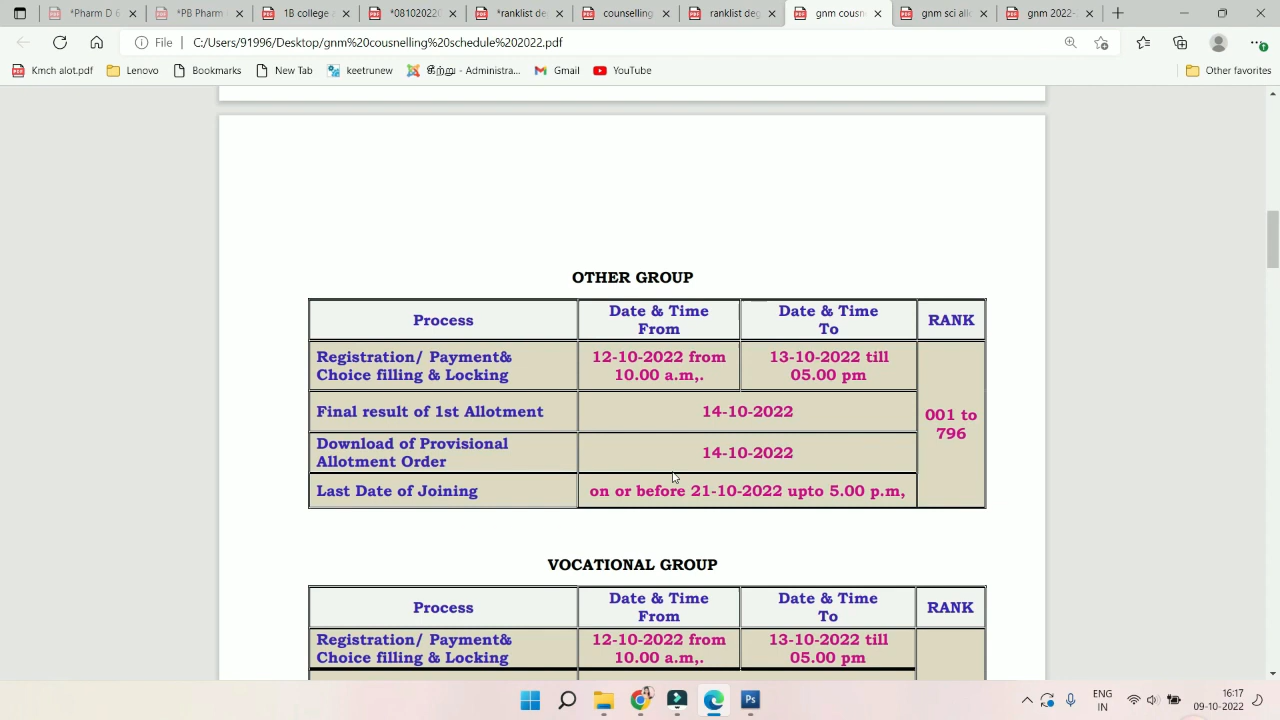 *Pharm D 6
*PB Pharm
1B college a
*08102022
*ranklist de
counselling
ranklist deg
gnm couns
gnm sci allo
gnm 2022-
File
C:/Users/91996/Desktop/gnm%20cousnelling%20schedule%202022.pdf
Kmch alot.pdf
Lenovo
Bookmarks
New Tab
keetrunew
Gmail
YouTube
Other favorites
OTHER GROUP
Process
Date & Time
From
Date & Time
To
RANK
Registration/ Payment&
Choice filling & Locking
12-10-2022 from
10.00 a.m,.
13-10-2022 till
05.00 pm
Final result of 1st Allotment
14-10-2022
001 to
796
Download of Provisional
Allotment Order
14-10-2022
Last Date of Joining
on or before 21-10-2022 upto 5.00 p.m,
VOCATIONAL GROUP
Process
Date & Time
From
Date & Time
To
RANK
Registration/ Payment&
Choice filling & Locking
12-10-2022 from
10.00 a.m,.
13-10-2022 till
05.00 pm
Ps
ENG
IN
16:17
09-10-2022